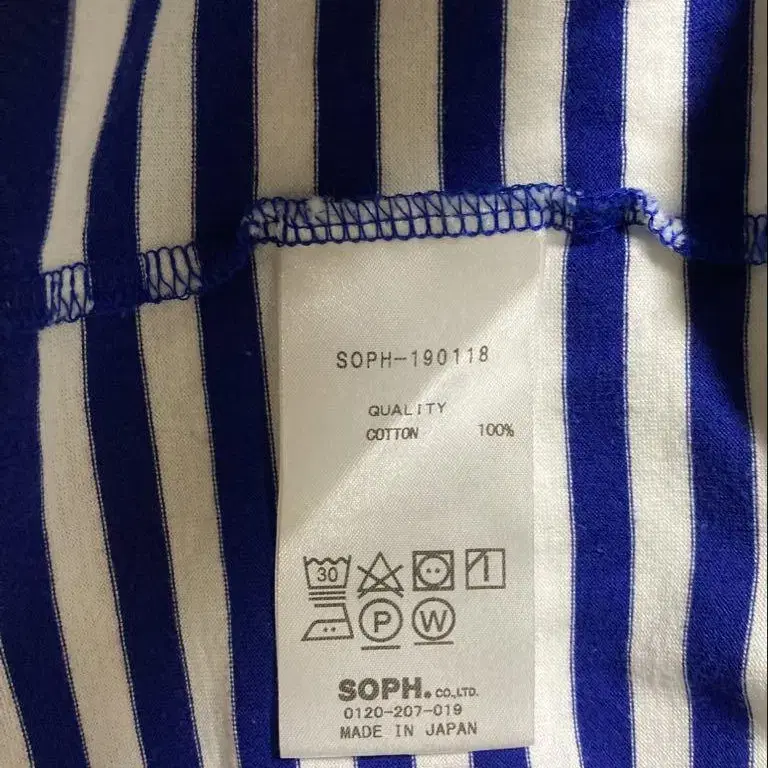 SOPH-190118
QUALITY
COTTON 100%
30
P W
SOPH. CO.,LTD.
0120-207-019
MADE IN JAPAN